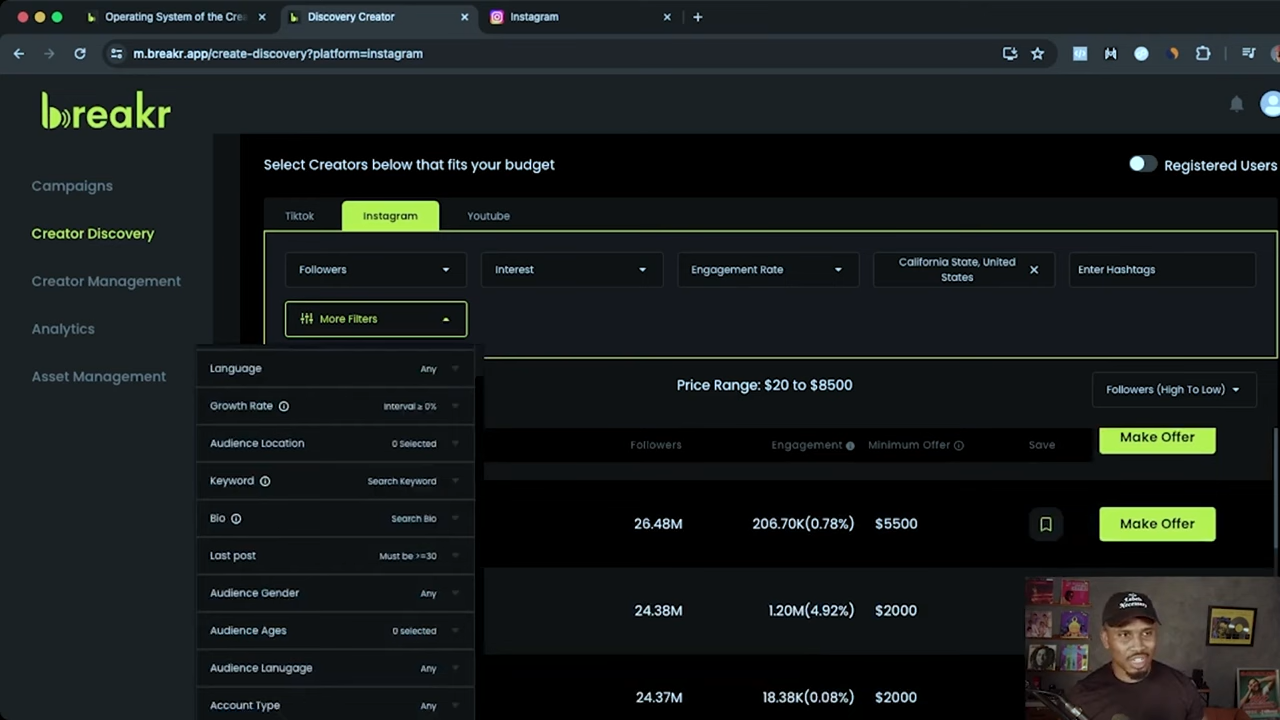 Operating System of the Cre
Discovery Creator
Instagram
m.breakr.app/create-discovery?platform=instagram
breakr
Campaigns
Creator Discovery
Creator Management
Analytics
Asset Management
Select Creators below that fits your budget
Registered Users
Tiktok
Instagram
Youtube
Followers
Interest
Engagement Rate
California State, United
States
Enter Hashtags
More Filters
Price Range: $20 to $8500
Followers (High To Low)
Language Any
Growth Rate Interval ≥ 0%
Audience Location 0 Selected
Keyword Search Keyword
Bio Search Bio
Last post Must be >=30
Audience Gender Any
Audience Ages 0 selected
Audience Lanugage Any
Account Type Any
Followers Engagement Minimum Offer Save
Make Offer
26.48M 206.70K(0.78%) $5500 Make Offer
24.38M 1.20M(4.92%) $2000
24.37M 18.38K(0.08%) $2000
No
Labels
Necessary